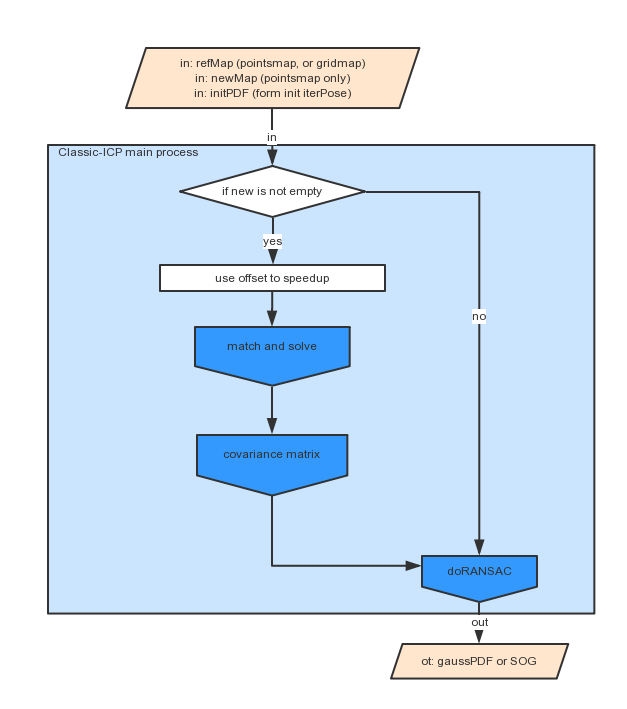 in: refMap (pointsmap, or gridmap)
in: newMap (pointsmap only)
in: initPDF (form init iterPose)
in
Classic-ICP main process
if new is not empty
yes
use offset to speedup
no
match and solve
covariance matrix
doRANSAC
out
ot: gaussPDF or SOG